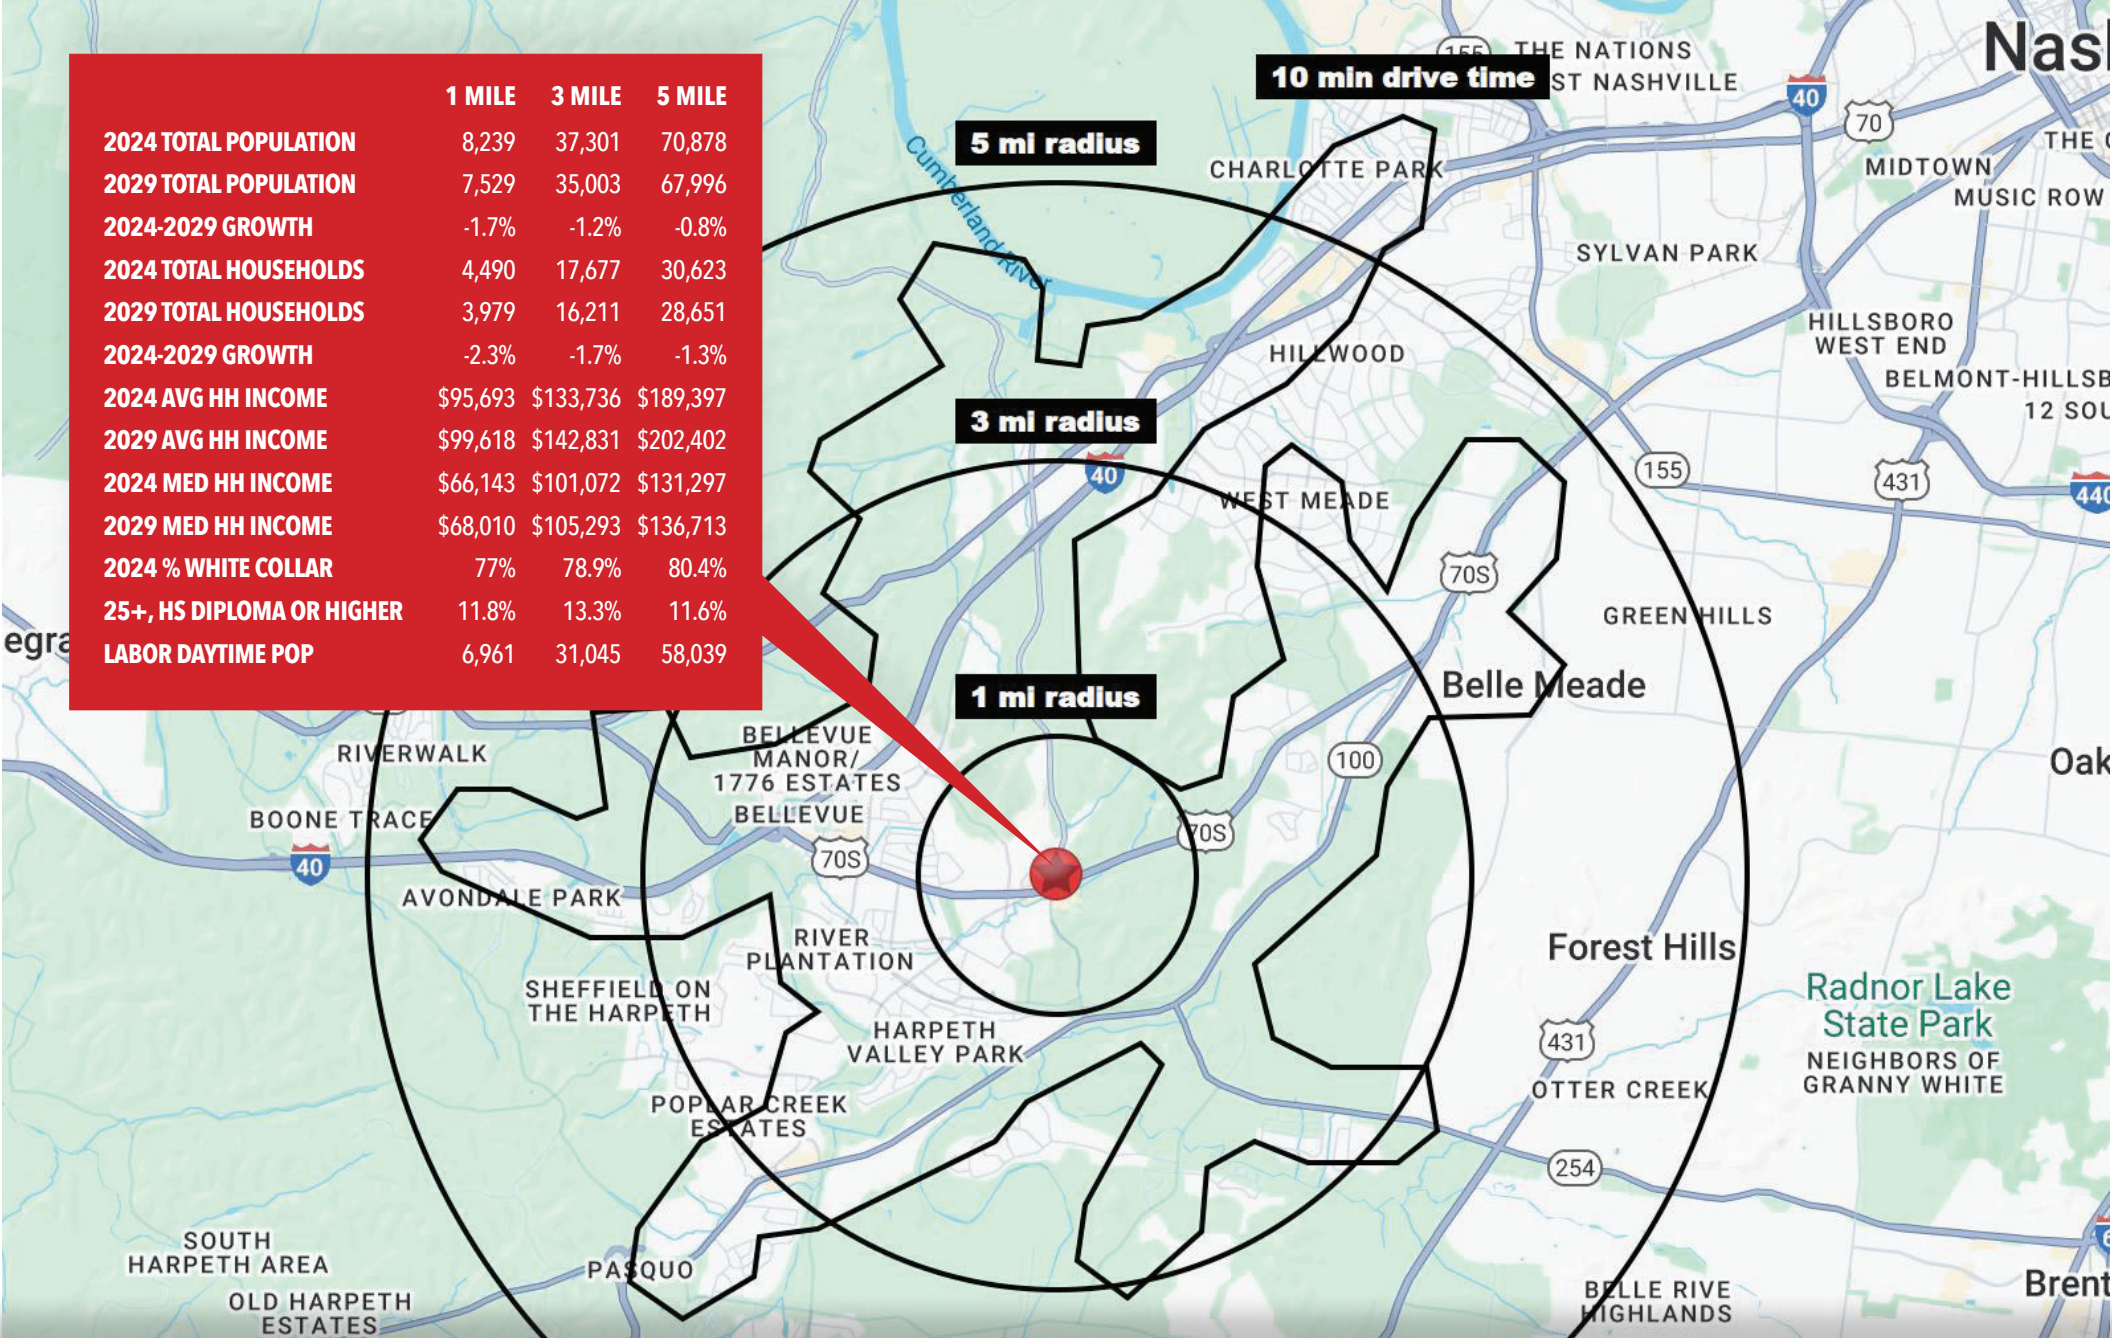 1 MILE 3 MILE 5 MILE
2024 TOTAL POPULATION 8,239 37,301 70,878
2029 TOTAL POPULATION 7,529 35,003 67,996
2024-2029 GROWTH -1.7% -1.2% -0.8%
2024 TOTAL HOUSEHOLDS 4,490 17,677 30,623
2029 TOTAL HOUSEHOLDS 3,979 16,211 28,651
2024-2029 GROWTH -2.3% -1.7% -1.3%
2024 AVG HH INCOME $95,693 $133,736 $189,397
2029 AVG HH INCOME $99,618 $142,831 $202,402
2024 MED HH INCOME $66,143 $101,072 $131,297
2029 MED HH INCOME $68,010 $105,293 $136,713
2024 % WHITE COLLAR 77% 78.9% 80.4%
25+, HS DIPLOMA OR HIGHER 11.8% 13.3% 11.6%
LABOR DAYTIME POP 6,961 31,045 58,039
10 min drive time
5 mi radius
3 mi radius
1 mi radius
155
THE NATIONS
ST NASHVILLE
Nas
40
70
THE
MIDTOWN
MUSIC ROW
CHARLOTTE PARK
Cumberland River
SYLVAN PARK
HILLSBORO
WEST END
HILLWOOD
BELMONT-HILLSB
12 SOU
40
155
431
440
WEST MEADE
70S
GREEN HILLS
egra
Belle Meade
RIVERWALK
BELLEVUE
MANOR/
1776 ESTATES
BELLEVUE
100
Oak
BOONE TRACE
40
70S
70S
AVONDALE PARK
RIVER
PLANTATION
Forest Hills
SHEFFIELD ON
THE HARPETH
Radnor Lake
State Park
HARPETH
VALLEY PARK
431
NEIGHBORS OF
GRANNY WHITE
OTTER CREEK
POPLAR CREEK
ESTATES
254
SOUTH
HARPETH AREA
PASQUO
6
Brent
OLD HARPETH
ESTATES
BELLE RIVE
HIGHLANDS